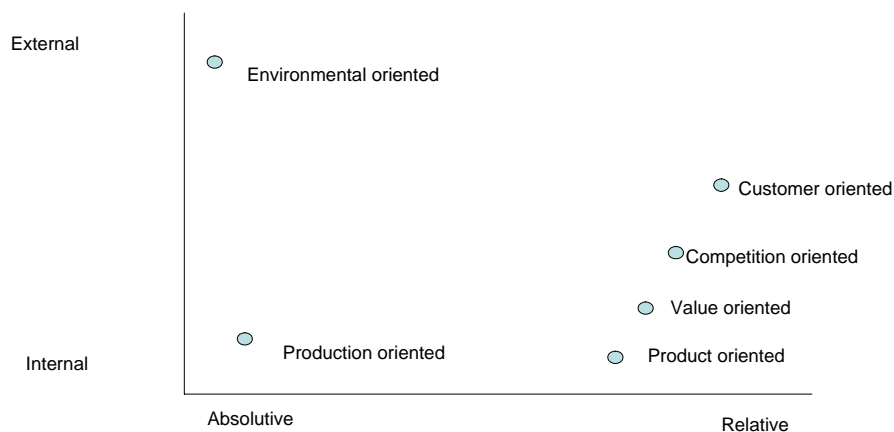 External
Environmental oriented
Customer oriented
Competition oriented
Value oriented
Production oriented
Product oriented
Internal
Absolutive
Relative